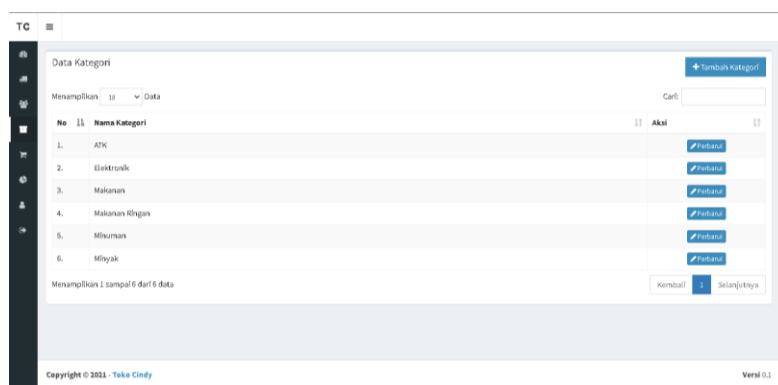 TC
Data Kategori
+ Tambah Kategori
Menampilkan 10 Data
Cari:
No Nama Kategori Aksi
1. ATK Perbarui
2. Elektronik Perbarui
3. Makanan Perbarui
4. Makanan Ringan Perbarui
5. Minuman Perbarui
6. Minyak Perbarui
Menampilkan 1 sampai 6 dari 6 data
Kembali 1 Selanjutnya
Copyright © 2021 - Toko Cindy
Versi 0.1